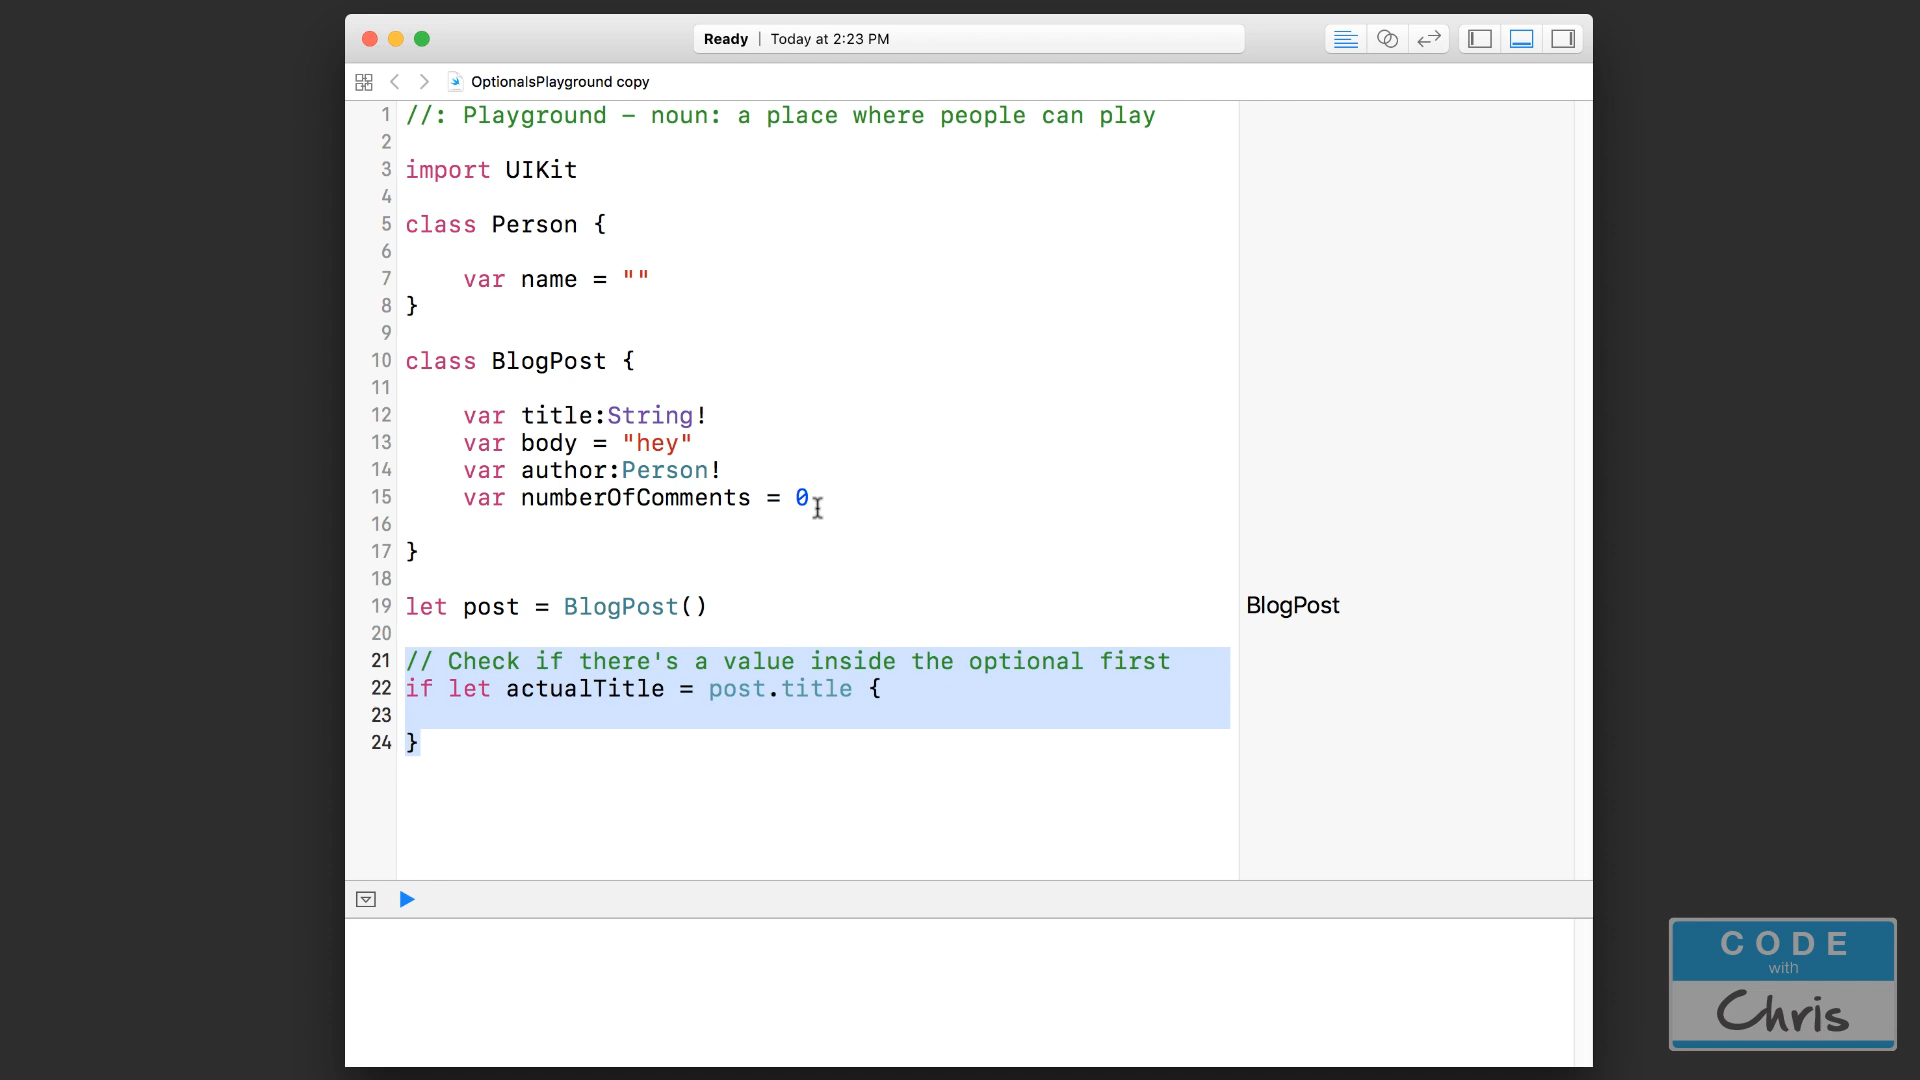 Ready | Today at 2:23 PM
OptionalsPlayground copy
1 //: Playground – noun: a place where people can play
2
3 import UIKit
4
5 class Person {
6
7     var name = ""
8 }
9
10 class BlogPost {
11
12     var title:String!
13     var body = "hey"
14     var author:Person!
15     var numberOfComments = 0
16
17 }
18
19 let post = BlogPost() BlogPost
20
21 // Check if there's a value inside the optional first
22 if let actualTitle = post.title {
23
24 }
CODE
with
Chris